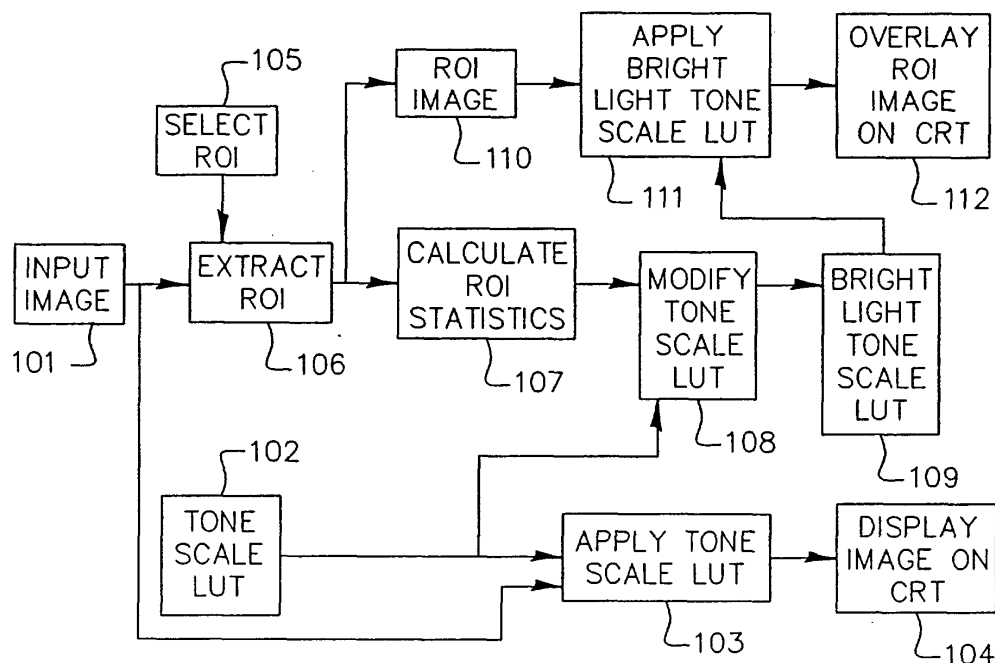 105
SELECT
ROI
ROI
IMAGE
110
APPLY
BRIGHT
LIGHT TONE
SCALE LUT
111
OVERLAY
ROI
IMAGE
ON CRT
112
INPUT
IMAGE
101
EXTRACT
ROI
106
CALCULATE
ROI
STATISTICS
107
MODIFY
TONE
SCALE
LUT
108
BRIGHT
LIGHT
TONE
SCALE
LUT
109
102
TONE
SCALE
LUT
APPLY TONE
SCALE LUT
103
DISPLAY
IMAGE ON
CRT
104